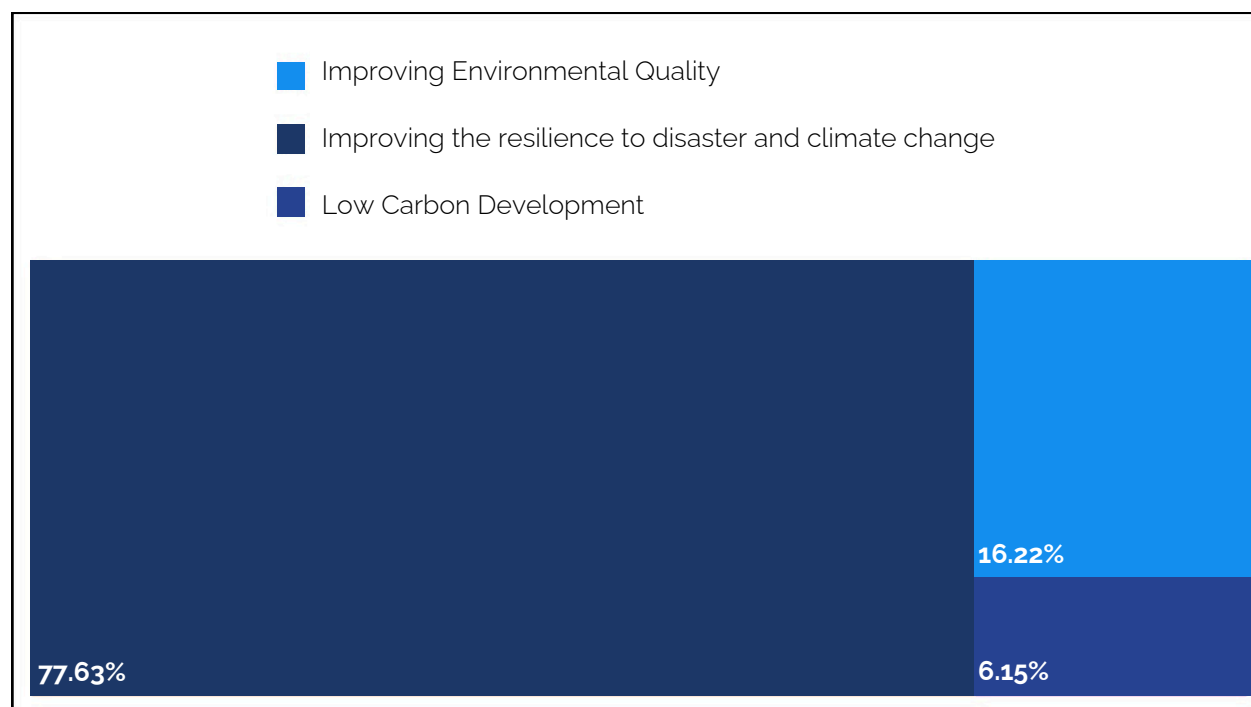 Improving Environmental Quality
Improving the resilience to disaster and climate change
Low Carbon Development
16.22%
77.63%
6.15%